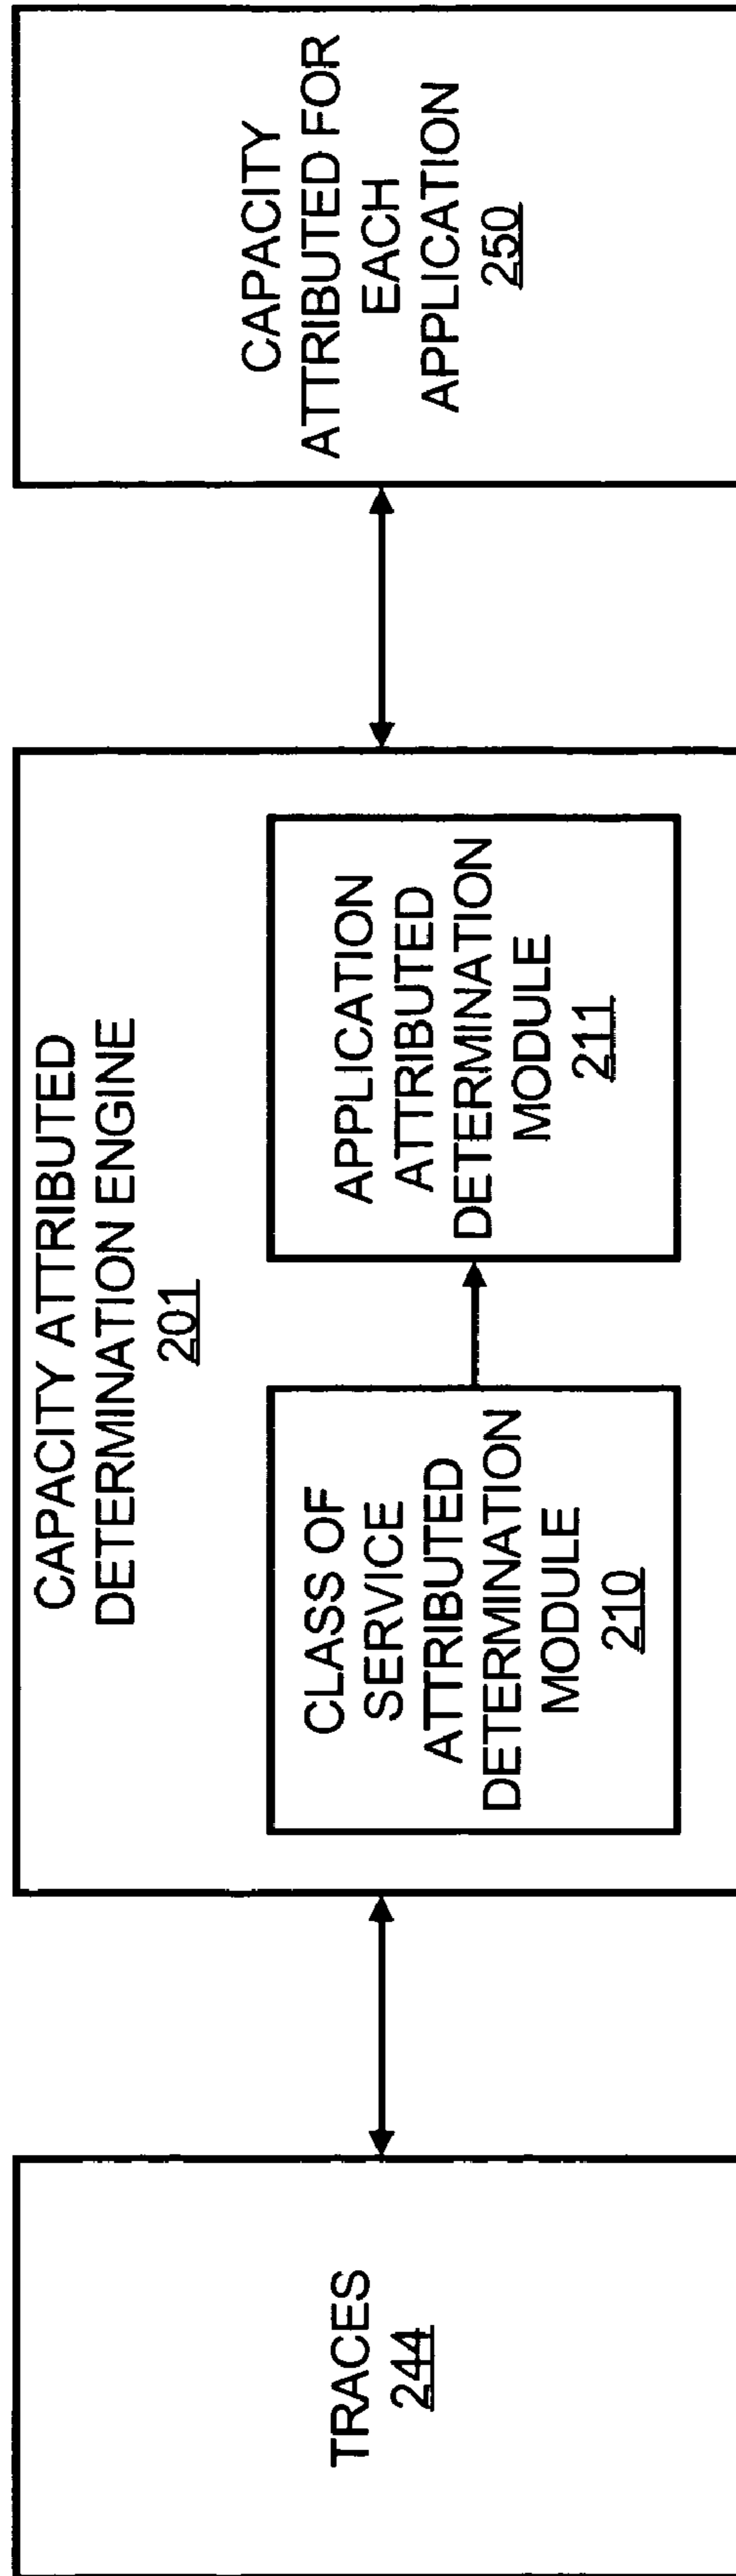 TRACES
244
CAPACITY ATTRIBUTED
DETERMINATION ENGINE
201
CLASS OF
SERVICE
ATTRIBUTED
DETERMINATION
MODULE
210
APPLICATION
ATTRIBUTED
DETERMINATION
MODULE
211
CAPACITY
ATTRIBUTED FOR
EACH
APPLICATION
250